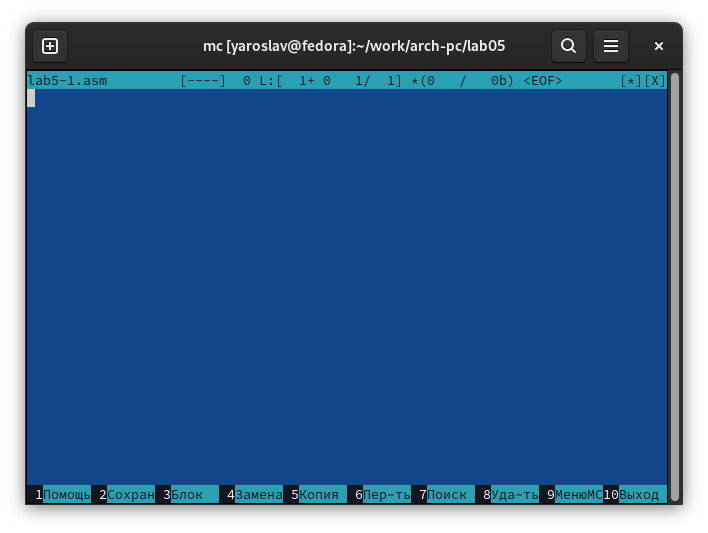 mc [yaroslav@fedora]:~/work/arch-pc/lab05
lab5-1.asm [----] 0 L:[ 1+ 0 1/ 1] *(0 / 0b) <EOF> [*][X]
1Помощь 2Сохран 3Блок 4Замена 5Копия 6Пер~ть 7Поиск 8Уда~ть 9МенюMC 10Выход